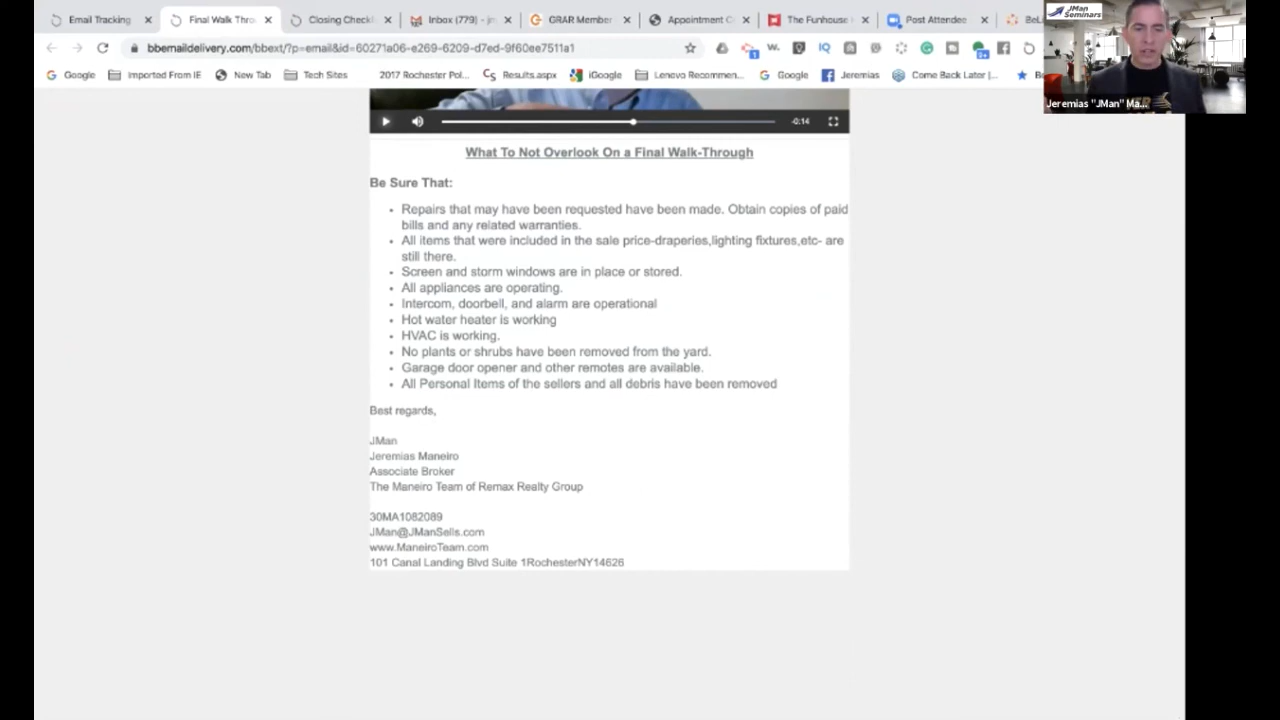 Email Tracking
Final Walk Thro
Closing Checkl
Inbox (779) - jm
GRAR Member
Appointment C
The Funhouse
Post Attendee
BeL
bbemaildelivery.com/bbext/?p=email&id=60271a06-e269-6209-d7ed-9f60ee7511a1
Google
Imported From IE
New Tab
Tech Sites
2017 Rochester Pol...
Results.aspx
iGoogle
Lenovo Recommen...
Google
Jeremias
Come Back Later |...
Bo
JMan
Seminars
Jeremias "JMan" Ma...
-0:14
What To Not Overlook On a Final Walk-Through
Be Sure That:
Repairs that may have been requested have been made. Obtain copies of paid
bills and any related warranties.
All items that were included in the sale price-draperies,lighting fixtures,etc- are
still there.
Screen and storm windows are in place or stored.
All appliances are operating.
Intercom, doorbell, and alarm are operational
Hot water heater is working
HVAC is working.
No plants or shrubs have been removed from the yard.
Garage door opener and other remotes are available.
All Personal Items of the sellers and all debris have been removed
Best regards,
JMan
Jeremias Maneiro
Associate Broker
The Maneiro Team of Remax Realty Group
30MA1082089
JMan@JManSells.com
www.ManeiroTeam.com
101 Canal Landing Blvd Suite 1RochesterNY14626